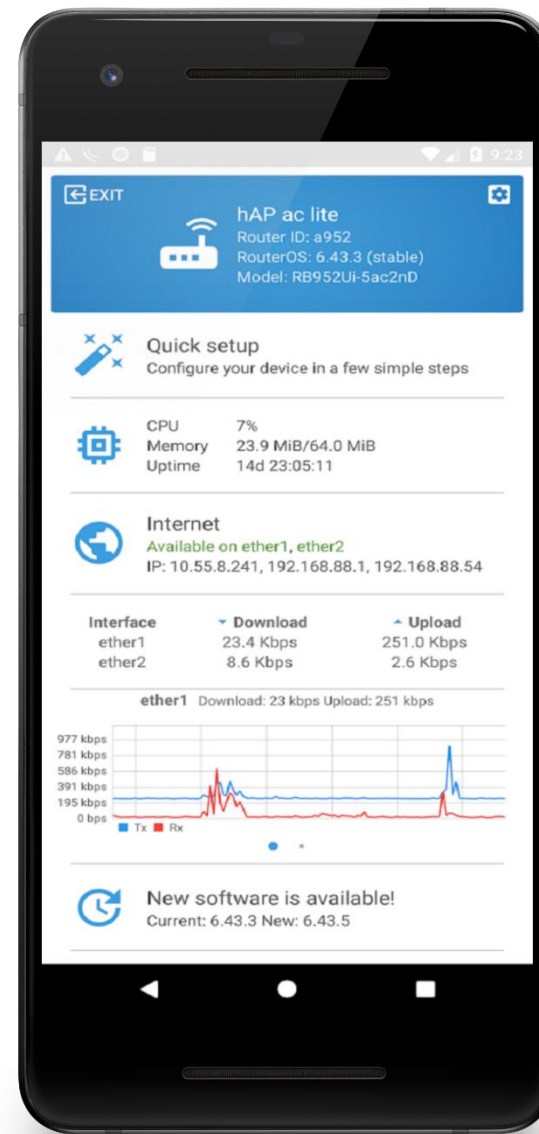 9:23
EXIT
hAP ac lite
Router ID: a952
RouterOS: 6.43.3 (stable)
Model: RB952Ui-5ac2nD
Quick setup
Configure your device in a few simple steps
CPU 7%
Memory 23.9 MiB/64.0 MiB
Uptime 14d 23:05:11
Internet
Available on ether1, ether2
IP: 10.55.8.241, 192.168.88.1, 192.168.88.54
Interface Download Upload
ether1 23.4 Kbps 251.0 Kbps
ether2 8.6 Kbps 2.6 Kbps
ether1 Download: 23 kbps Upload: 251 kbps
977 kbps
781 kbps
586 kbps
391 kbps
195 kbps
0 bps
Tx Rx
New software is available!
Current: 6.43.3 New: 6.43.5